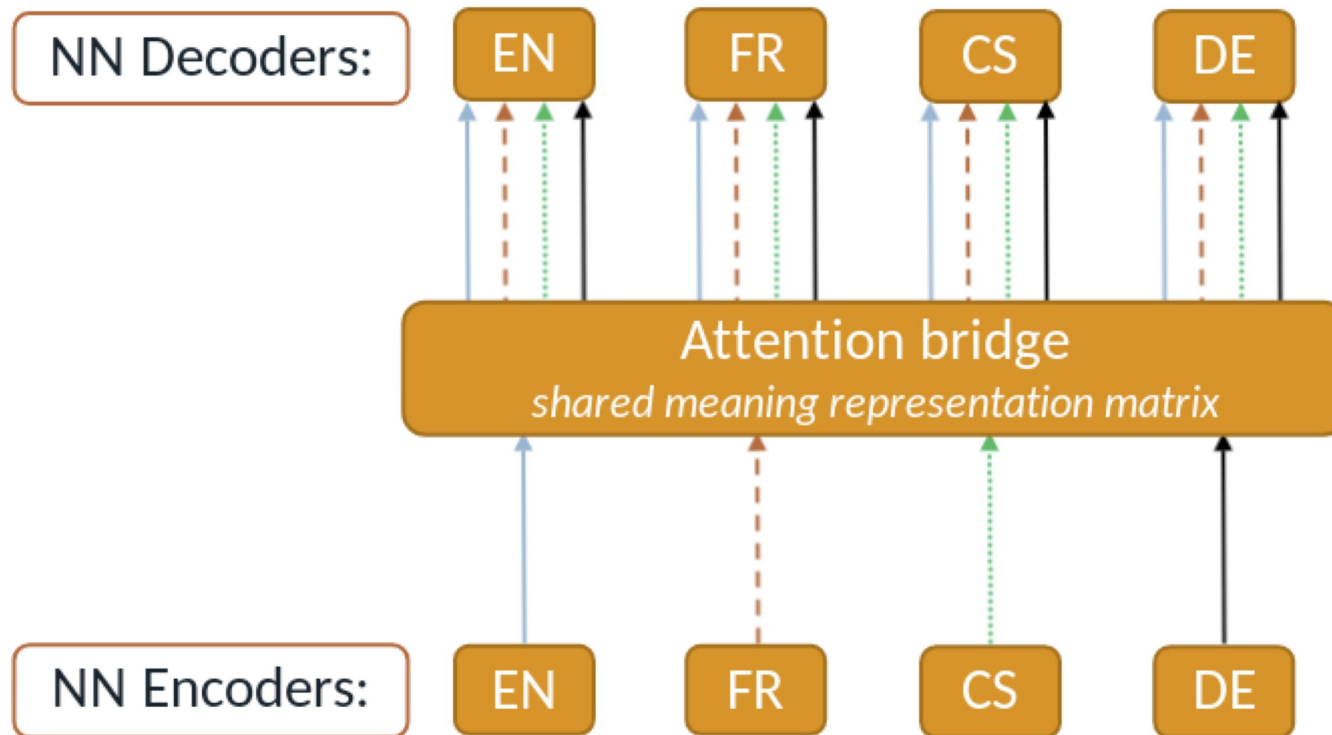 NN Decoders: EN FR CS DE
Attention bridge
shared meaning representation matrix
NN Encoders: EN FR CS DE